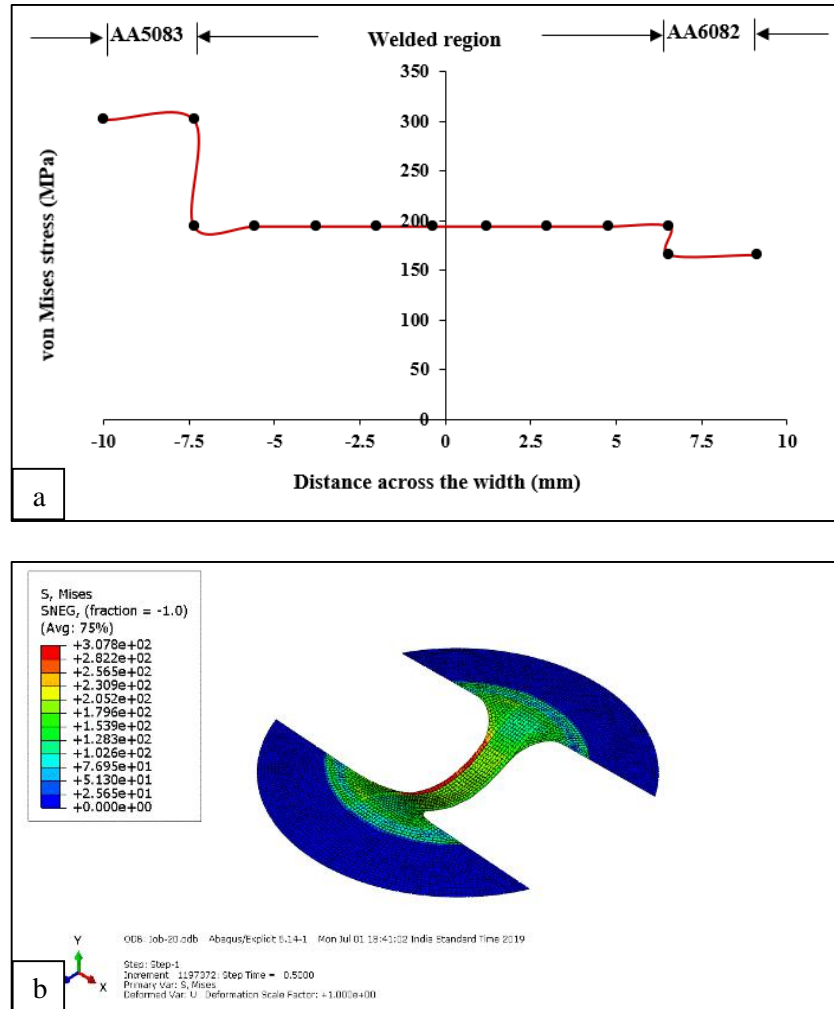 AA5083 Welded region AA6082
350
300
250
200
150
100
50
0
von Mises stress (MPa)
-10 -7.5 -5 -2.5 0 2.5 5 7.5 10
Distance across the width (mm)
a
S, Mises
SNEG, (fraction = -1.0)
(Avg: 75%)
+3.078e+02
+2.822e+02
+2.565e+02
+2.309e+02
+2.052e+02
+1.796e+02
+1.539e+02
+1.283e+02
+1.026e+02
+7.695e+01
+5.130e+01
+2.565e+01
+0.000e+00
ODB: Job-20.odb Abaqus/Explicit 6.14-1 Mon Jul 01 18:41:02 India Standard Time 2019
Y
X
Step: Step-1
Increment 1197372: Step Time = 0.5000
Primary Var: S, Mises
Deformed Var: U Deformation Scale Factor: +1.000e+00
b